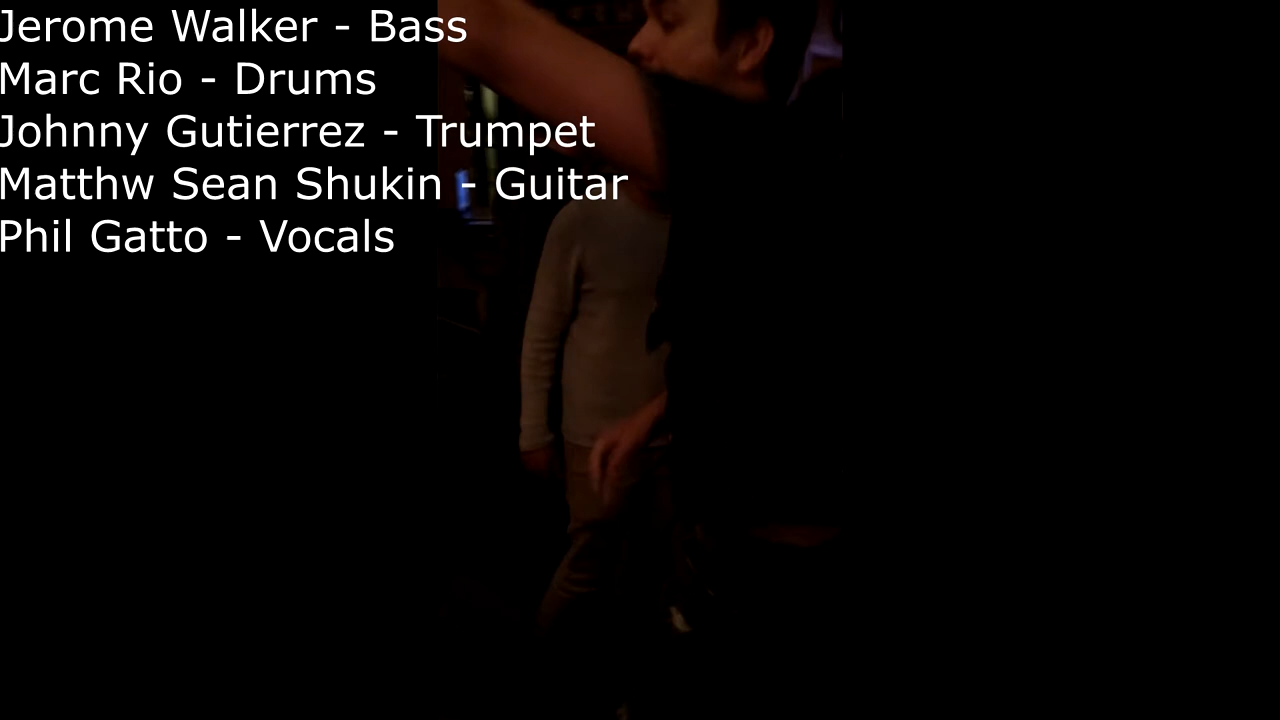 Jerome Walker - Bass
Marc Rio - Drums
Johnny Gutierrez - Trumpet
Matthw Sean Shukin - Guitar
Phil Gatto - Vocals